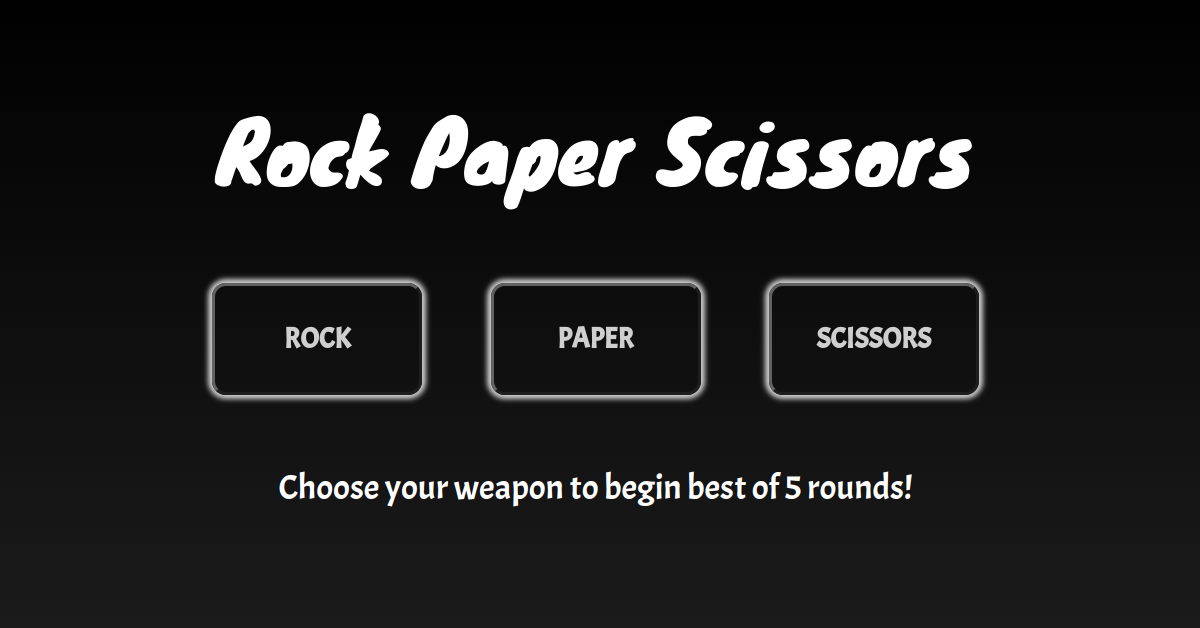 Rock Paper Scissors
ROCK PAPER SCISSORS
Choose your weapon to begin best of 5 rounds!